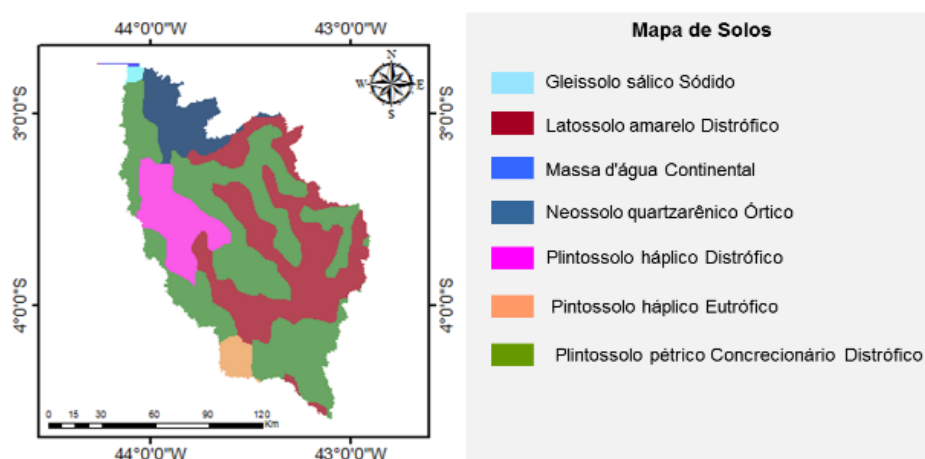 44°0'0"W 43°0'0"W
N
W E
S
3°0'0"S 3°0'0"S
4°0'0"S 4°0'0"S
0 15 30 60 90 120
Km
44°0'0"W 43°0'0"W
Mapa de Solos
Gleissolo sálico Sódido
Latossolo amarelo Distrófico
Massa d'água Continental
Neossolo quartzarênico Órtico
Plintossolo háplico Distrófico
Pintossolo háplico Eutrófico
Plintossolo pétrico Concrecionário Distrófico